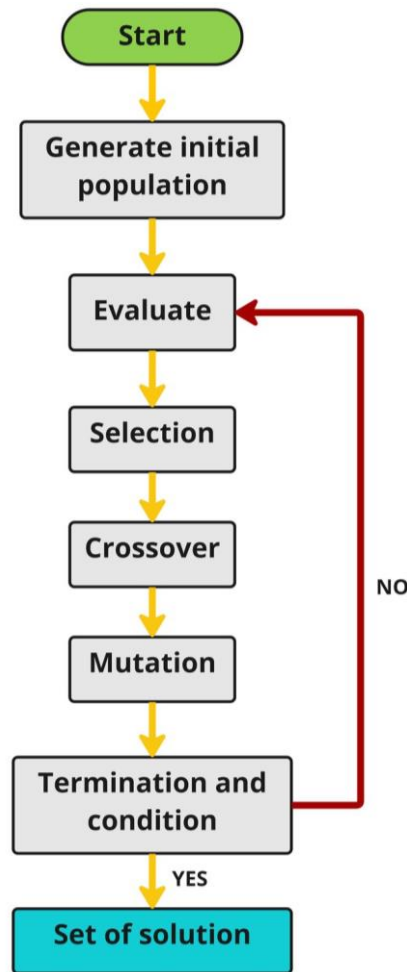 Start
Generate initial
population
Evaluate
Selection
Crossover
NO
Mutation
Termination and
condition
YES
Set of solution